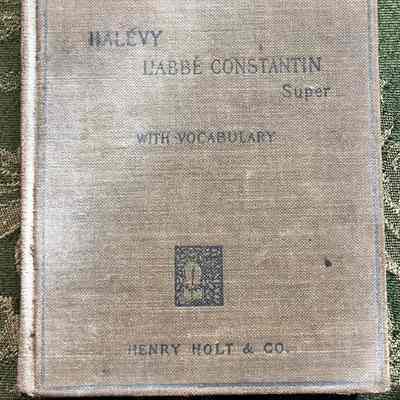 HALÉVY
L'ABBÉ CONSTANTIN
Super
WITH VOCABULARY
HENRY HOLT & CO.